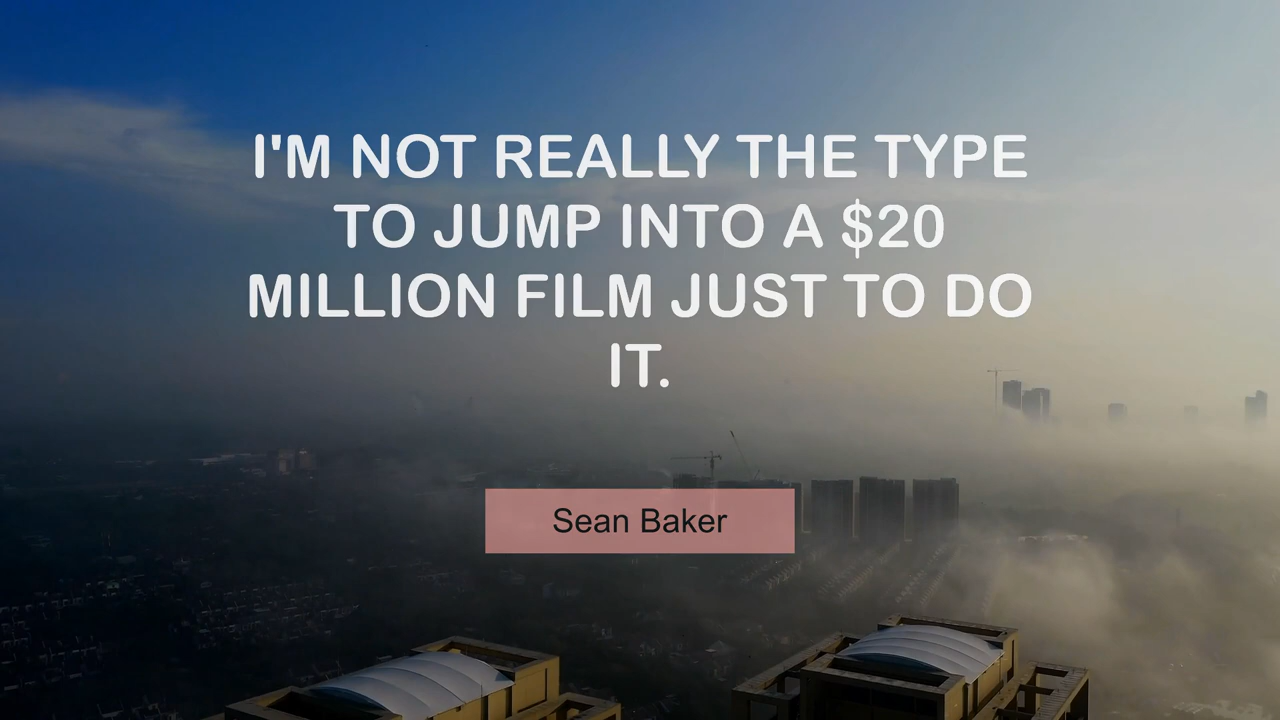 I'M NOT REALLY THE TYPE
TO JUMP INTO A $20
MILLION FILM JUST TO DO
IT.
Sean Baker